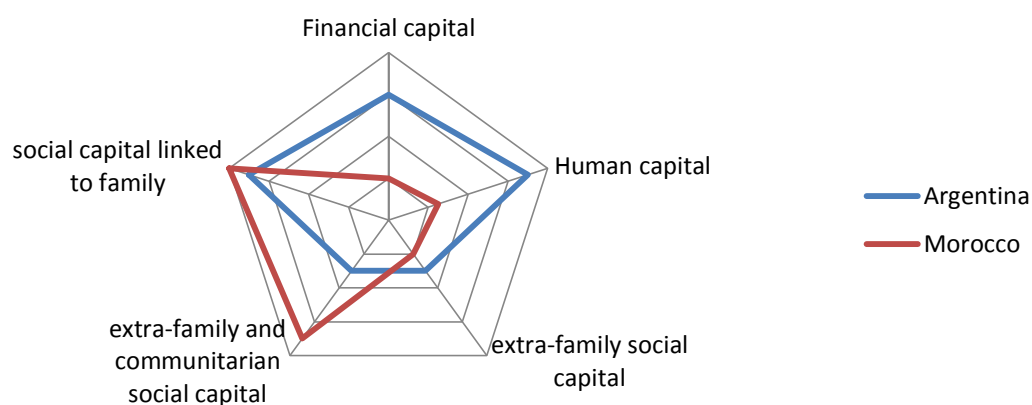 Financial capital
social capital linked
to family
Human capital
Argentina
Morocco
extra-family and
communitarian
social capital
extra-family social
capital